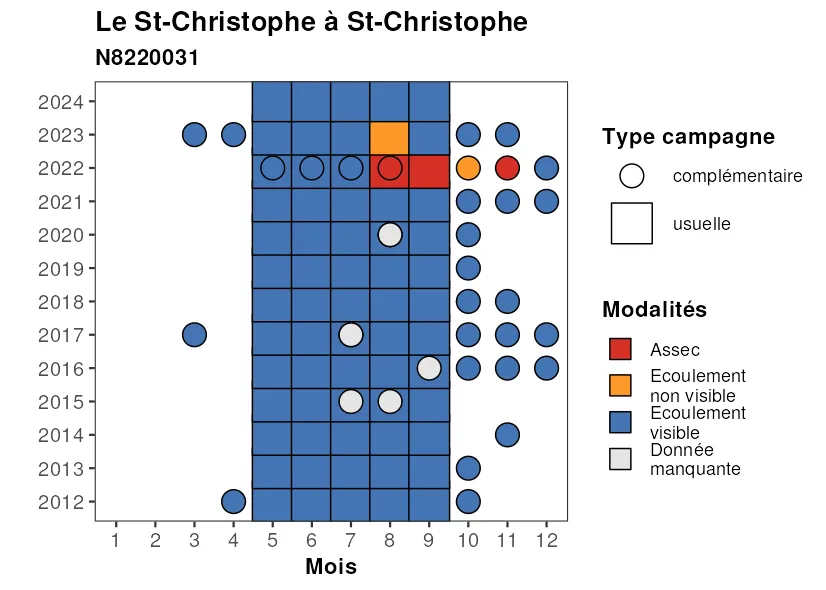 Le St-Christophe à St-Christophe
N8220031
2024
2023
2022
2021
2020
2019
2018
2017
2016
2015
2014
2013
2012
1 2 3 4 5 6 7 8 9 10 11 12
Mois
Type campagne
complémentaire
usuelle
Modalités
Assec
Ecoulement
non visible
Ecoulement
visible
Donnée
manquante